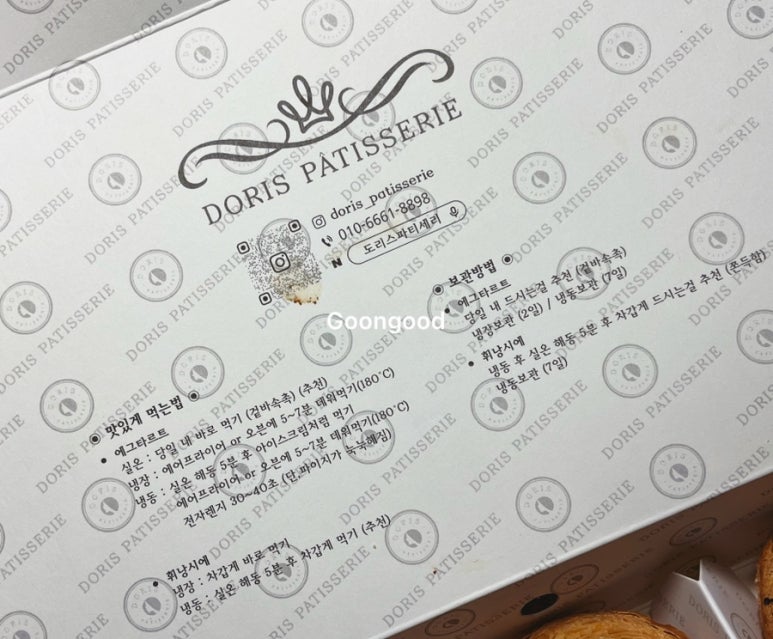 DORIS PÂTISSERIE
doris_patisserie
010-6661-8898
N 도리스파티세리
Goongood
◉ 보관방법 ◉
• 에그타르트
당일 내 드시는걸 추천 (겉바속촉)
냉장보관 (2일) / 냉동보관 (7일)
• 휘낭시에
냉동 후 실온 해동 5분 후 차갑게 드시는걸 추천 (쫀득함)
냉동보관 (7일)
◉ 맛있게 먹는법 ◉
• 에그타르트
실온 : 당일 내 바로 먹기 (겉바속촉) (추천)
냉장 : 에어프라이어 or 오븐에 5~7분 데워먹기(180°C)
냉동 : 실온 해동 5분 후 아이스크림처럼 먹기
에어프라이어 or 오븐에 5~7분 데워먹기(180°C)
전자렌지 30~40초 (단,파이지가 눅눅해짐)
• 휘낭시에
냉장 : 차갑게 바로 먹기
냉동 : 실온 해동 5분 후 차갑게 먹기 (추천)
DORIS PATISSERIE